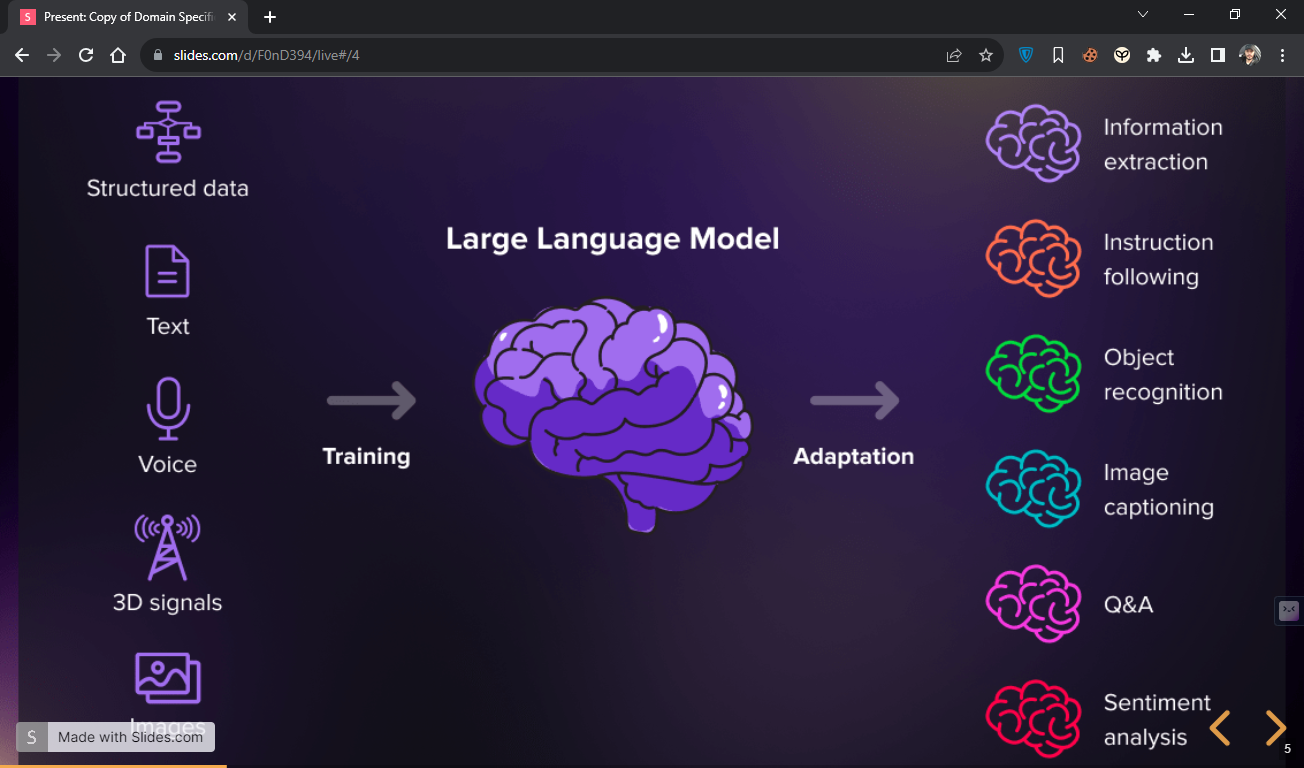 Present: Copy of Domain Specifi
slides.com/d/F0nD394/live#/4
Structured data
Text
Voice
3D signals
Images
Large Language Model
Training
Adaptation
Information
extraction
Instruction
following
Object
recognition
Image
captioning
Q&A
Sentiment
analysis
S Made with Slides.com
5